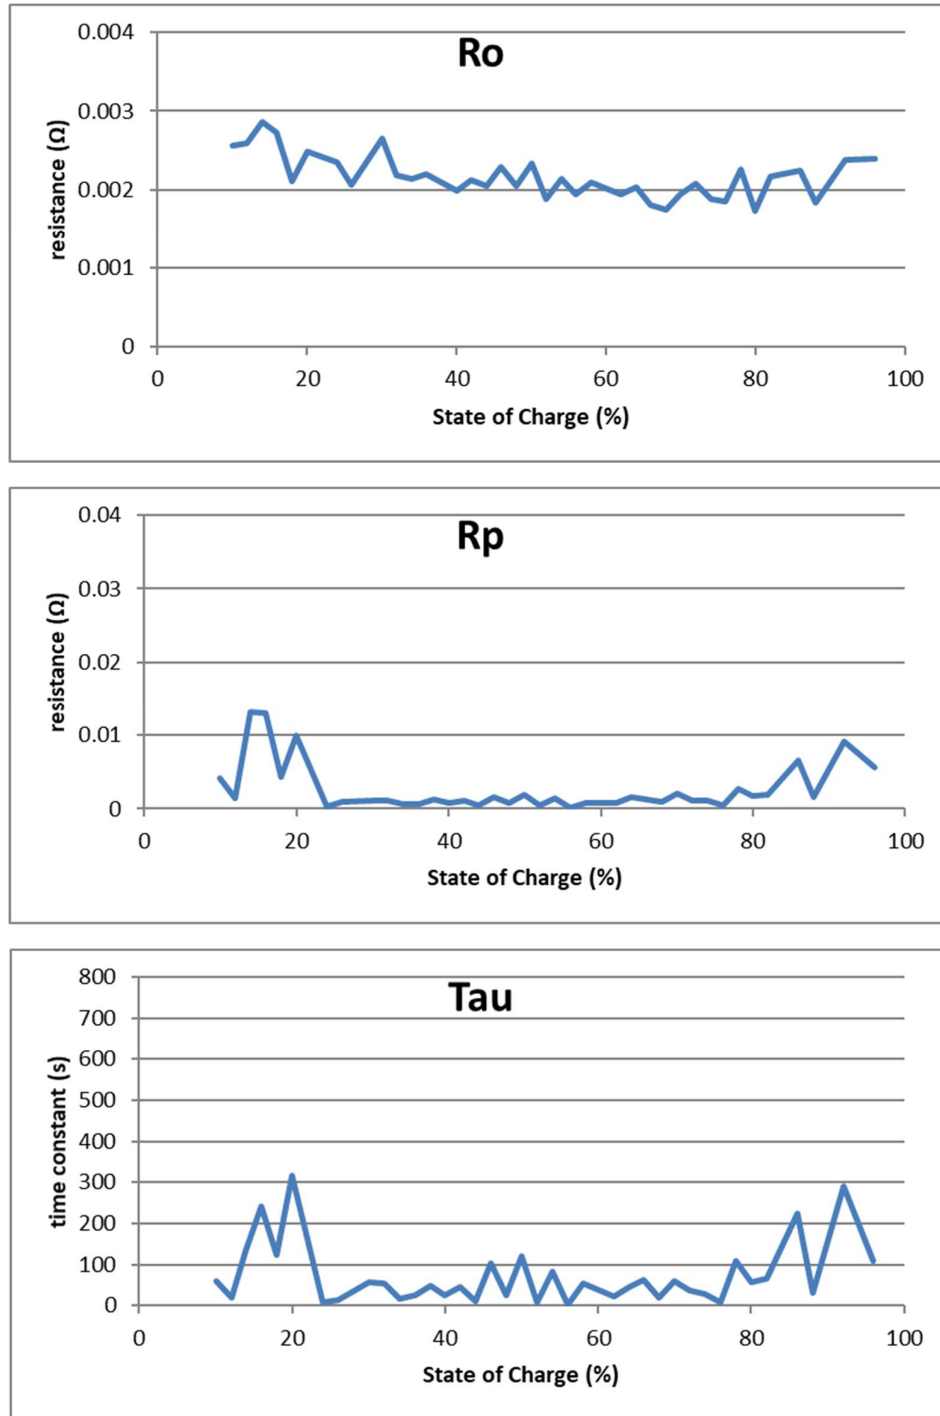 Ro
0.004
0.003
0.002
0.001
0
resistance (Ω)
0 20 40 60 80 100
State of Charge (%)
Rp
0.04
0.03
0.02
0.01
0
resistance (Ω)
0 20 40 60 80 100
State of Charge (%)
Tau
800
700
600
500
400
300
200
100
0
time constant (s)
0 20 40 60 80 100
State of Charge (%)